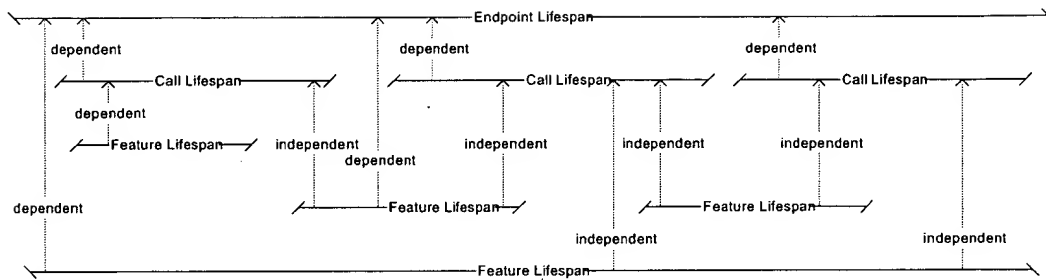 Endpoint Lifespan
dependent dependent dependent
Call Lifespan Call Lifespan Call Lifespan
dependent
Feature Lifespan independent independent independent independent
dependent
dependent Feature Lifespan Feature Lifespan
independent independent
Feature Lifespan